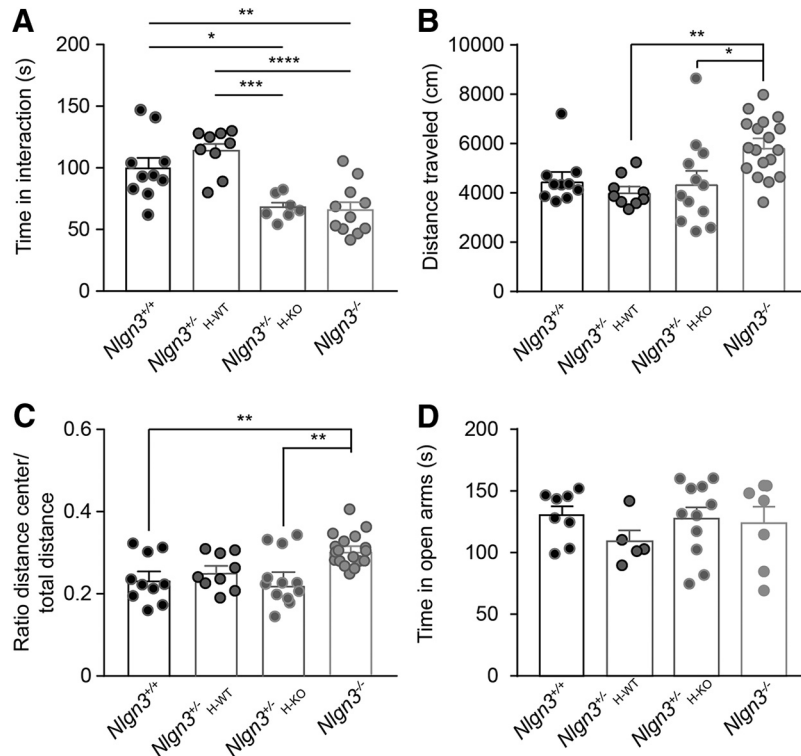 A
Time in interaction (s)
200
150
100
50
0
**
*
****
***
Nlgn3+/+
Nlgn3+/- H-WT
Nlgn3+/- H-KO
Nlgn3-/-
B
Distance traveled (cm)
10000
8000
6000
4000
2000
0
**
*
Nlgn3+/+
Nlgn3+/- H-WT
Nlgn3+/- H-KO
Nlgn3-/-
C
Ratio distance center/
total distance
0.6
0.4
0.2
0
**
**
Nlgn3+/+
Nlgn3+/- H-WT
Nlgn3+/- H-KO
Nlgn3-/-
D
Time in open arms (s)
200
150
100
50
0
Nlgn3+/+
Nlgn3+/- H-WT
Nlgn3+/- H-KO
Nlgn3-/-